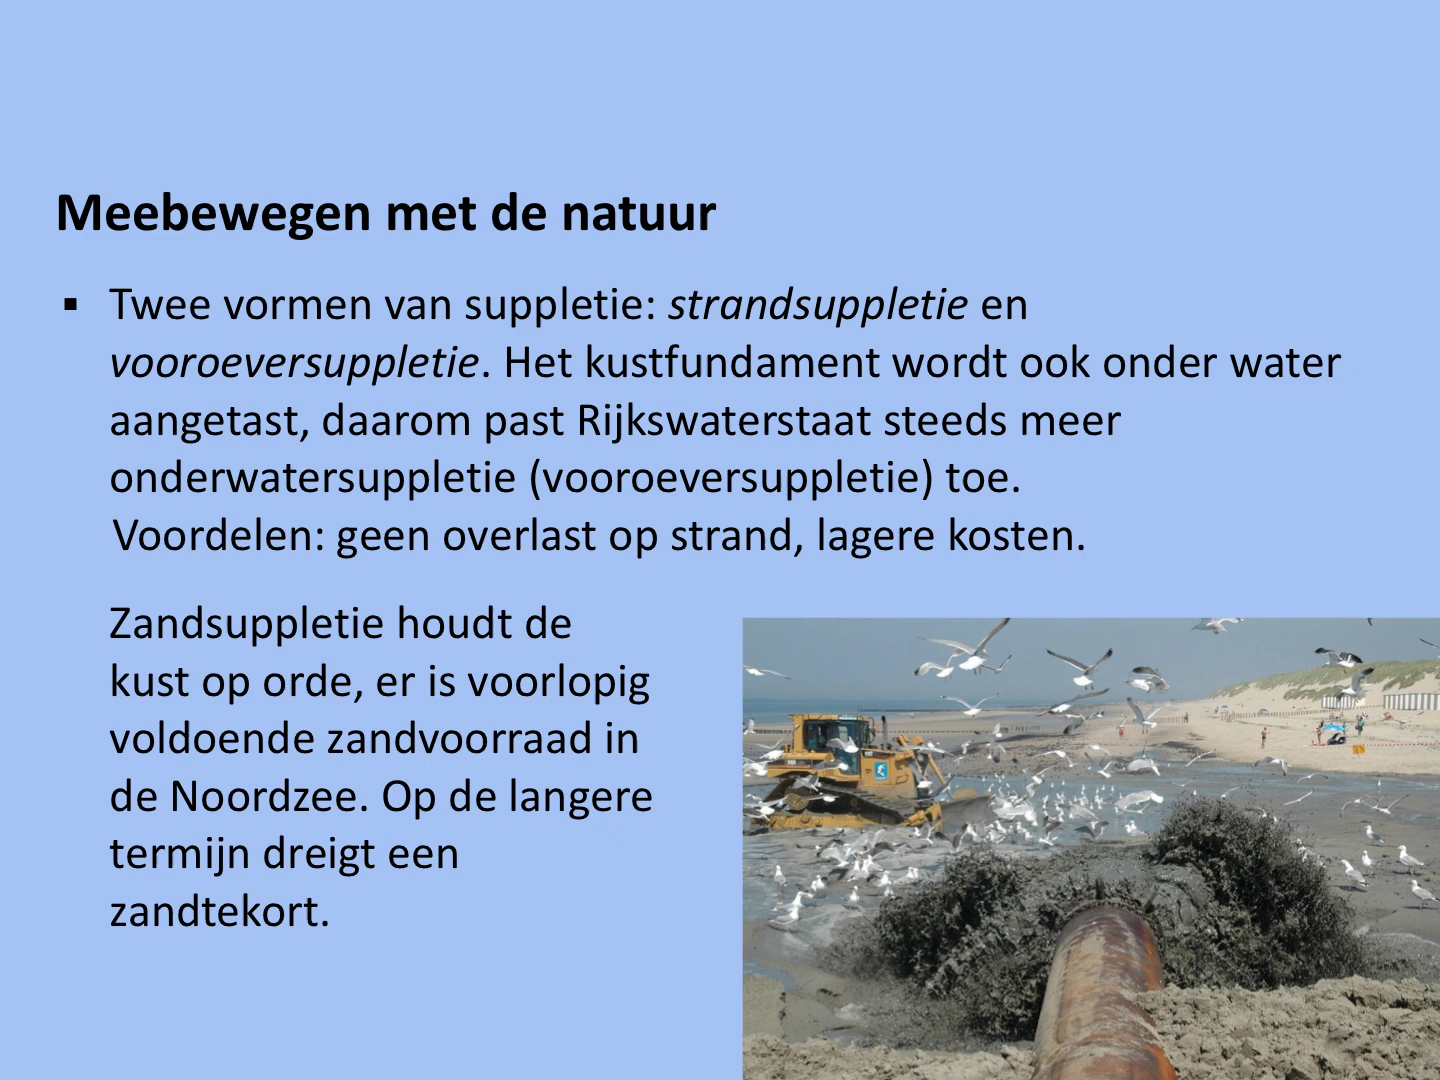 Meebewegen met de natuur
▪ Twee vormen van suppletie: strandsuppletie en
vooroeversuppletie. Het kustfundament wordt ook onder water
aangetast, daarom past Rijkswaterstaat steeds meer
onderwatersuppletie (vooroeversuppletie) toe.
Voordelen: geen overlast op strand, lagere kosten.
Zandsuppletie houdt de
kust op orde, er is voorlopig
voldoende zandvoorraad in
de Noordzee. Op de langere
termijn dreigt een
zandtekort.